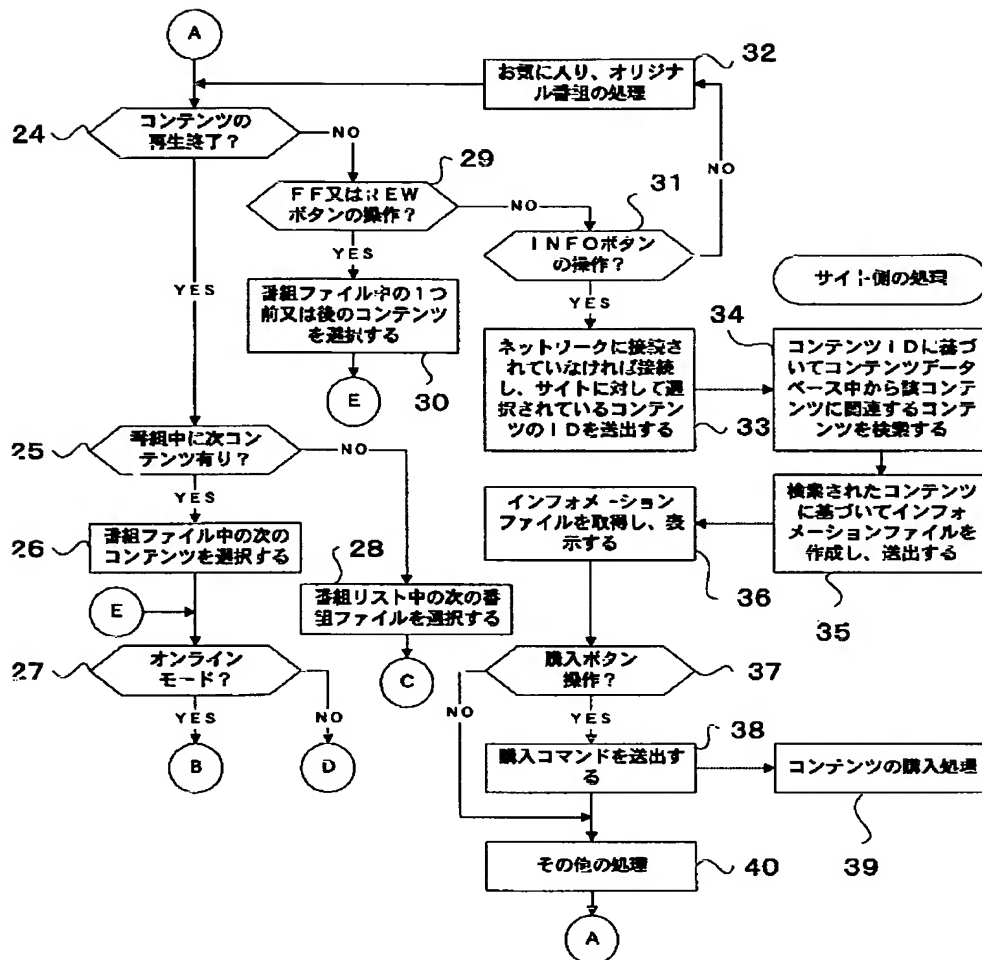 A
32
お気に入り、オリジナ
ル番組の処理
24
コンテンツの
再生終了？
NO
29
NO
ＦＦ又はＲＥＷ
ボタンの操作？
NO
31
ＩＮＦＯボタン
の操作？
YES
YES
YES
サイト側の処理
番組ファイル中の１つ
前又は後のコンテンツ
を選択する
30
E
ネットワークに接続され
ていなければ接続
し、サイトに対して選
択されているコンテン
ツのＩＤを送出する
33
34
コンテンツＩＤに基づ
いてコンテンツデータ
ベース中から該コンテ
ンツに関連するコンテ
ンツを検索する
25
番組中に次コン
テンツ有り？
NO
YES
インフォメーション
ファイルを取得し、表
示する
36
検索されたコンテンツ
に基づいてインフォ
メーションファイルを
作成し、送出する
35
26
番組ファイル中の次の
コンテンツを選択する
28
番組リスト中の次の番
組ファイルを選択する
E
C
27
オンライン
モード？
YES
NO
B
D
購入ボタン
操作？
37
NO
YES
38
購入コマンドを送出す
る
コンテンツの購入処理
39
その他の処理
40
A